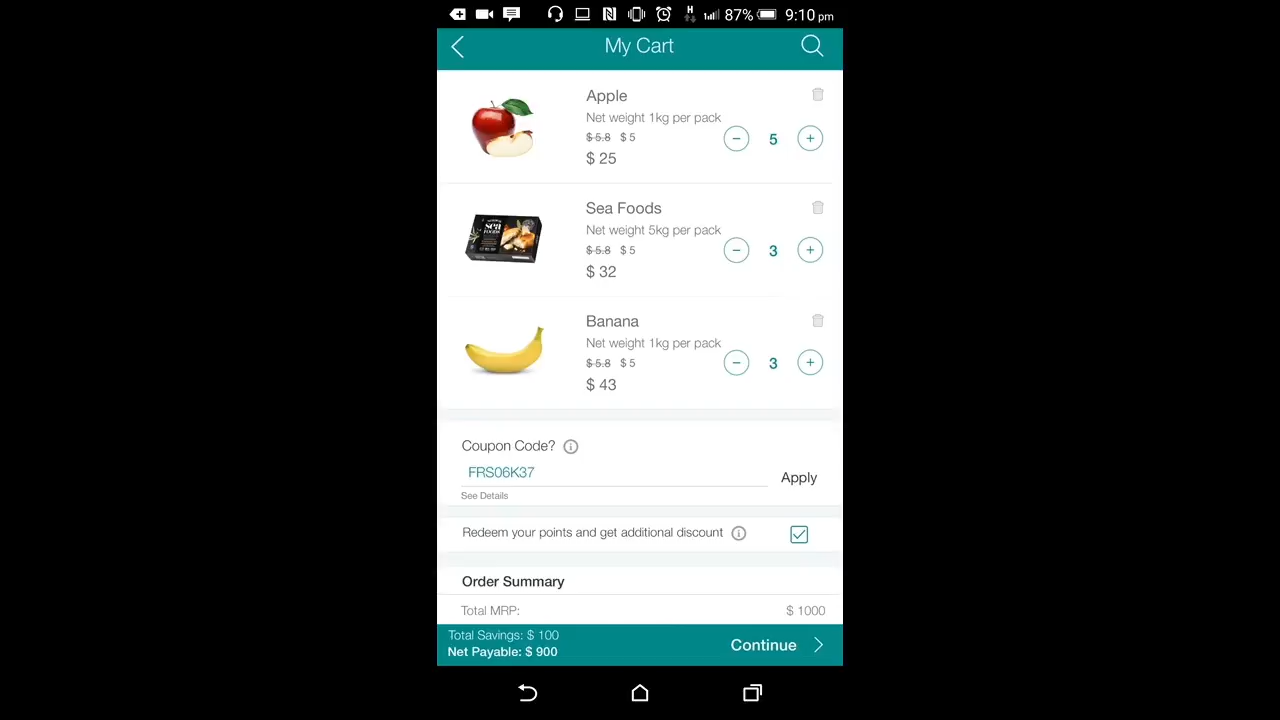 H 87% 9:10 pm
My Cart
Apple
Net weight 1kg per pack
$ 5.8 $ 5
5
$ 25
Sea Foods
Net weight 5kg per pack
sea
FOODS
$ 5.8 $ 5
3
$ 32
Banana
Net weight 1kg per pack
$ 5.8 $ 5
3
$ 43
Coupon Code?
FRS06K37
Apply
See Details
Redeem your points and get additional discount
Order Summary
Total MRP: $ 1000
Total Savings: $ 100
Net Payable: $ 900
Continue